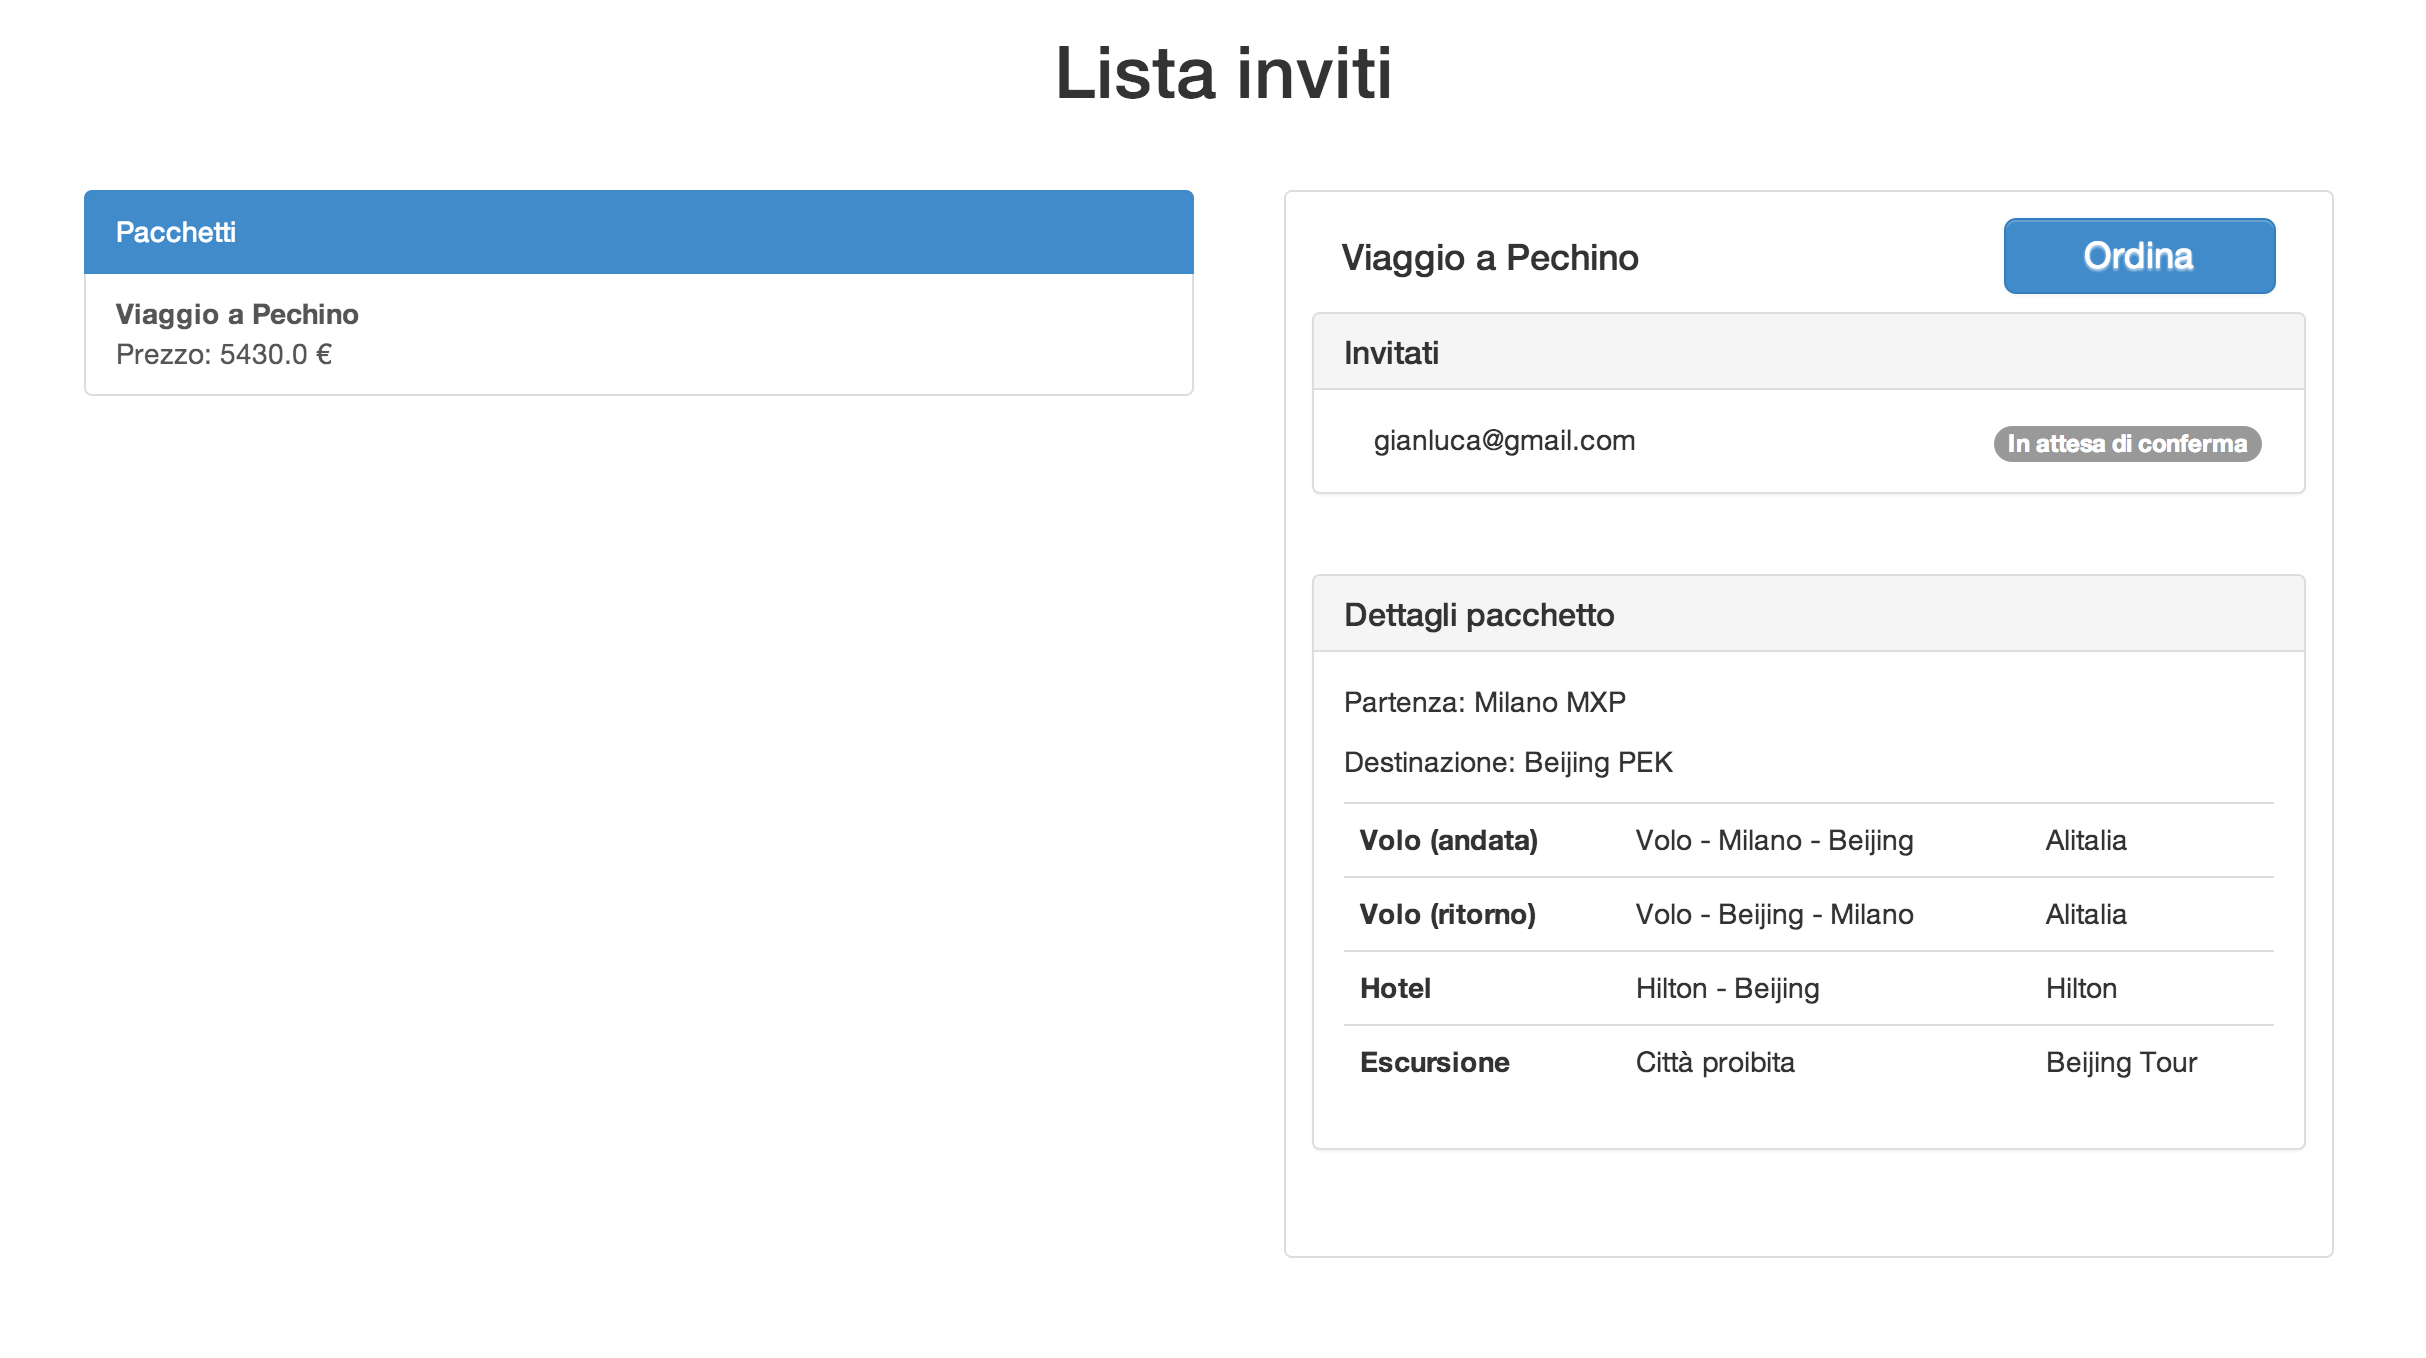 Lista inviti
Pacchetti
Viaggio a Pechino
Prezzo: 5430.0 €
Viaggio a Pechino
Ordina
Invitati
gianluca@gmail.com In attesa di conferma
Dettagli pacchetto
Partenza: Milano MXP
Destinazione: Beijing PEK
Volo (andata) Volo - Milano - Beijing Alitalia
Volo (ritorno) Volo - Beijing - Milano Alitalia
Hotel Hilton - Beijing Hilton
Escursione Città proibita Beijing Tour